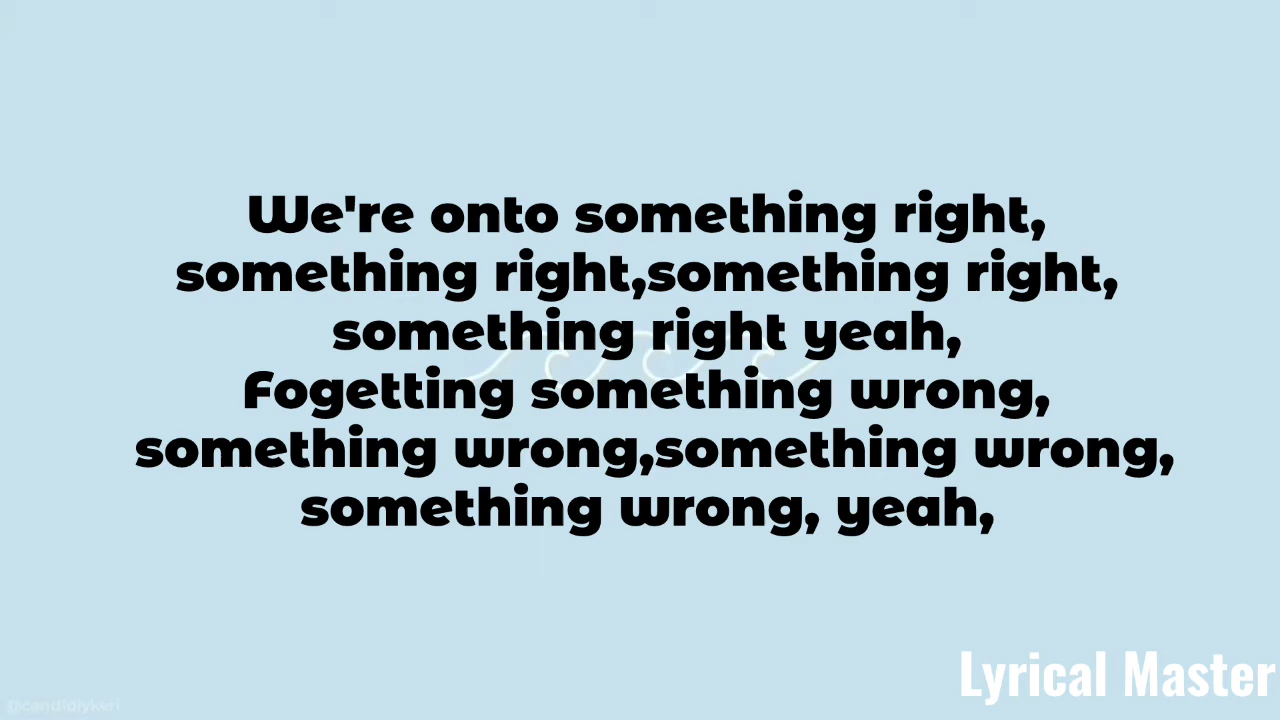 We're onto something right,
something right,something right,
something right yeah,
Fogetting something wrong,
something wrong,something wrong,
something wrong, yeah,
Lyrical Master
@candidlykeri